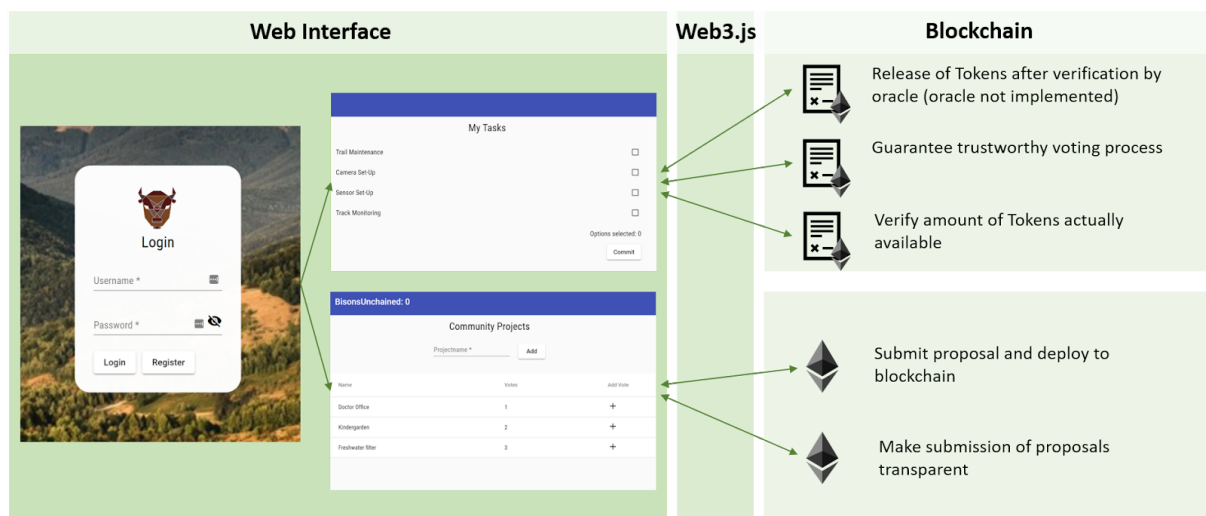 Web Interface
Web3.js
Blockchain
Login
Username *
Password *
Login
Register
My Tasks
Trail Maintenance
Camera Set-Up
Sensor Set-Up
Track Monitoring
Options selected: 0
Commit
BisonsUnchained: 0
Community Projects
Projectname *
Add
Name Votes Add Vote
Doctor Office 1 +
Kindergarden 2 +
Freshwater filter 3 +
Release of Tokens after verification by
oracle (oracle not implemented)
Guarantee trustworthy voting process
Verify amount of Tokens actually
available
Submit proposal and deploy to
blockchain
Make submission of proposals
transparent